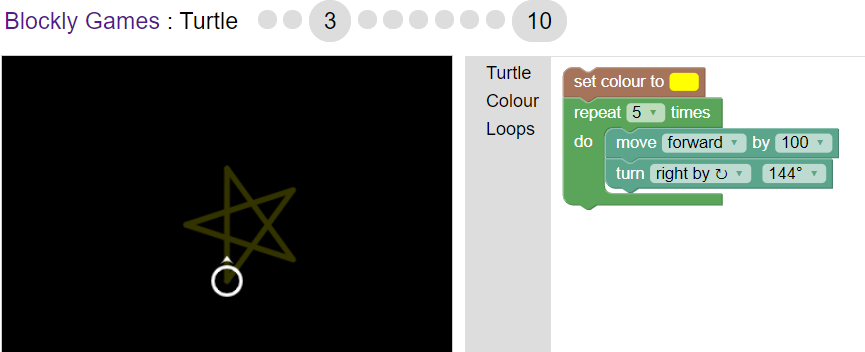 Blockly Games : Turtle 3 10
Turtle
Colour
Loops
set colour to
repeat 5 times
do move forward by 100
turn right by ↻ 144°